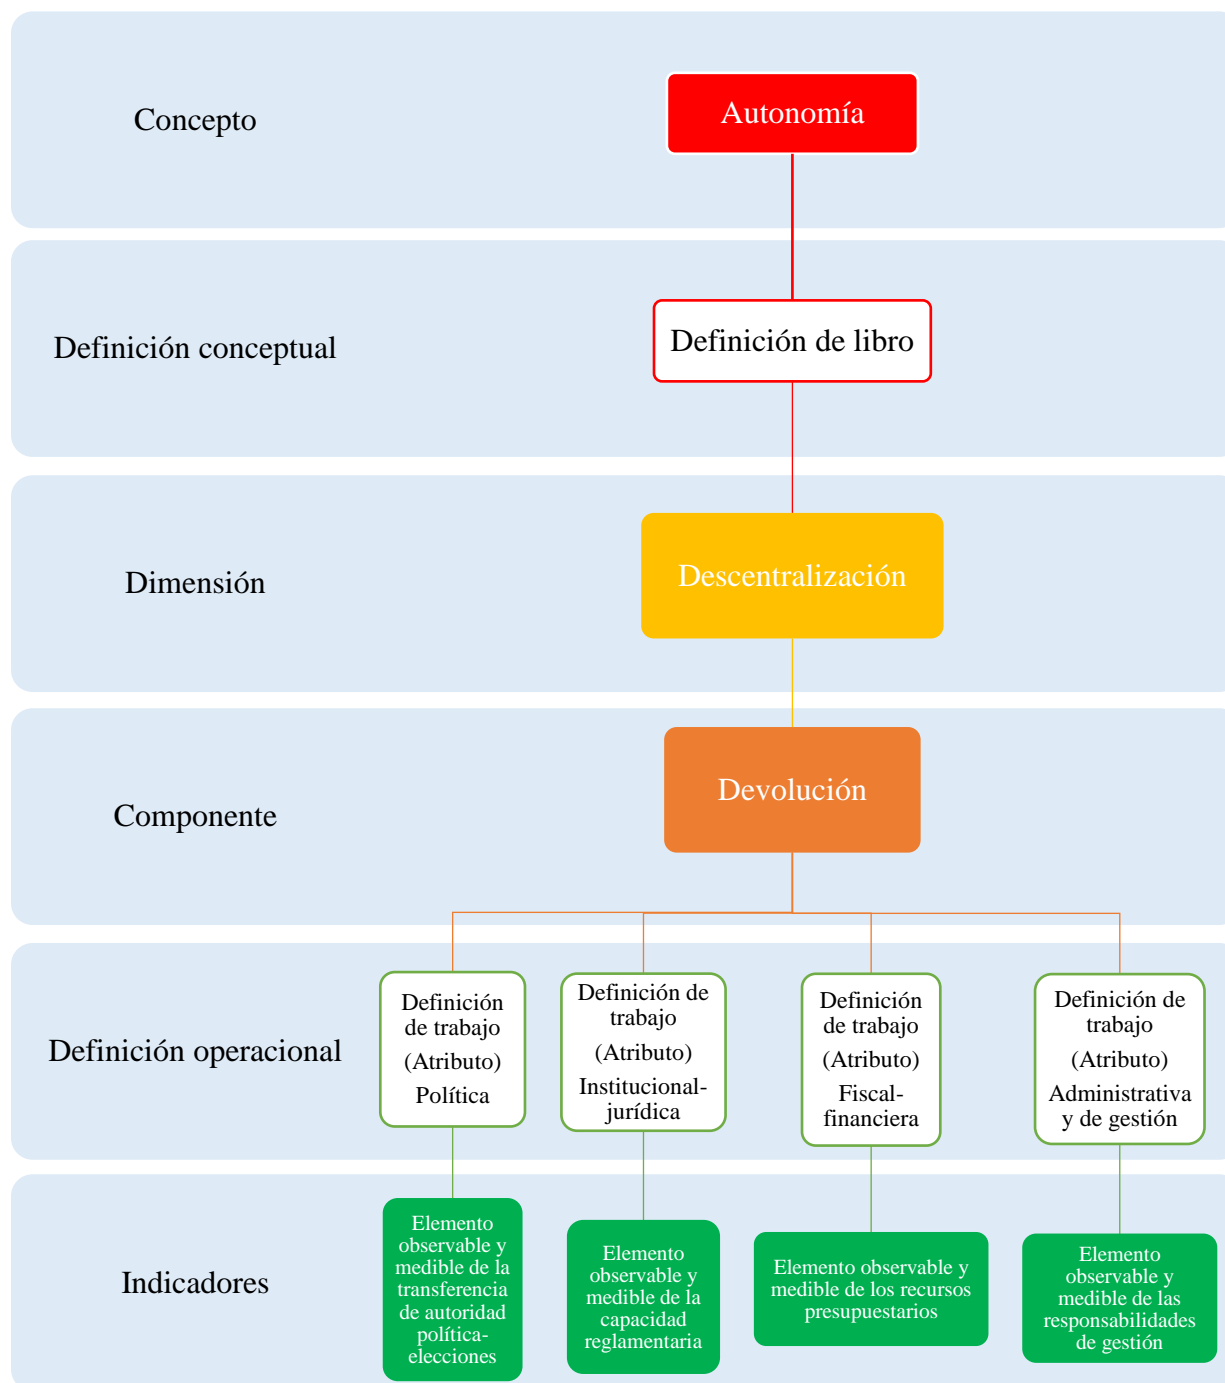 Concepto
Autonomía
Definición conceptual
Definición de libro
Dimensión
Descentralización
Componente
Devolución
Definición operacional
Definición
de trabajo
(Atributo)
Política
Definición de
trabajo
(Atributo)
Institucional-
jurídica
Definición
de trabajo
(Atributo)
Fiscal-
financiera
Definición de
trabajo
(Atributo)
Administrativa
y de gestión
Indicadores
Elemento
observable y
medible de la
transferencia
de autoridad
política-
elecciones
Elemento
observable y
medible de la
capacidad
reglamentaria
Elemento observable y
medible de los recursos
presupuestarios
Elemento
observable y
medible de las
responsabilidades
de gestión